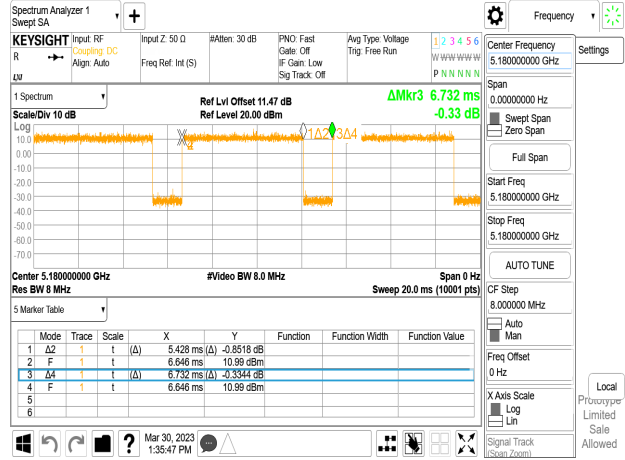 Spectrum Analyzer 1
Swept SA
Frequency
KEYSIGHT
R
Input: RF
Coupling: DC
Align: Auto
Input Z: 50 Ω
Freq Ref: Int (S)
#Atten: 30 dB
PNO: Fast
Gate: Off
IF Gain: Low
Sig Track: Off
Avg Type: Voltage
Trig: Free Run
1 2 3 4 5 6
W W W W W W
P N N N N N
1 Spectrum
Scale/Div 10 dB
Ref Lvl Offset 11.47 dB
Ref Level 20.00 dBm
ΔMkr3 6.732 ms
-0.33 dB
Log
10.0
0.00
-10.0
-20.0
-30.0
-40.0
-50.0
-60.0
-70.0
1Δ2
3Δ4
Center 5.180000000 GHz
Res BW 8 MHz
#Video BW 8.0 MHz
Span 0 Hz
Sweep 20.0 ms (10001 pts)
5 Marker Table
Mode Trace Scale X Y Function Function Width Function Value
1 Δ2 1 t (Δ) 5.428 ms (Δ) -0.8518 dB
2 F 1 t 6.646 ms 10.99 dBm
3 Δ4 1 t (Δ) 6.732 ms (Δ) -0.3344 dB
4 F 1 t 6.646 ms 10.99 dBm
5
6
Mar 30, 2023
1:35:47 PM
Center Frequency
5.180000000 GHz
Settings
Span
0.00000000 Hz
Swept Span
Zero Span
Full Span
Start Freq
5.180000000 GHz
Stop Freq
5.180000000 GHz
AUTO TUNE
CF Step
8.000000 MHz
Auto
Man
Freq Offset
0 Hz
X Axis Scale
Log
Lin
Signal Track
(Span Zoom)
Local
Prototype
Limited
Sale
Allowed